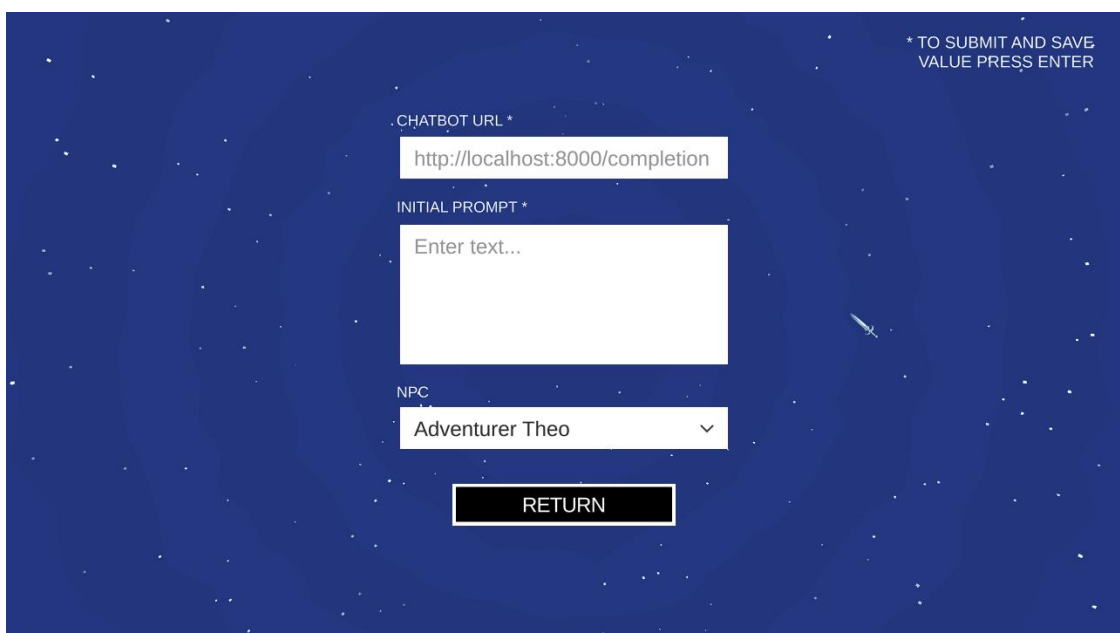 * TO SUBMIT AND SAVE
VALUE PRESS ENTER
CHATBOT URL *
http://localhost:8000/completion
INITIAL PROMPT *
Enter text...
NPC
Adventurer Theo
RETURN